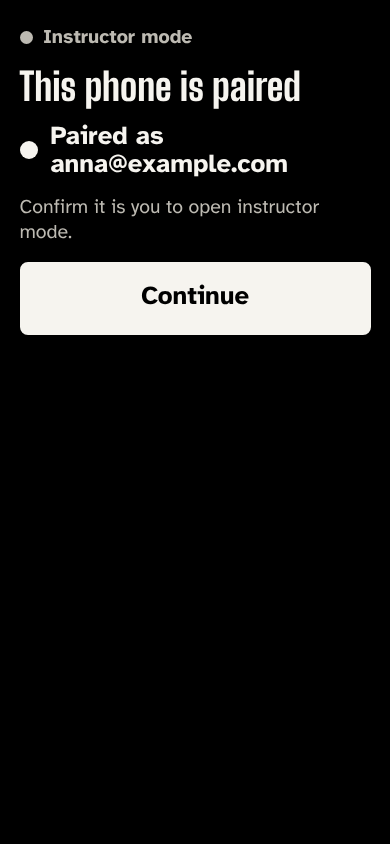 Instructor mode
This phone is paired
Paired as
anna@example.com
Confirm it is you to open instructor
mode.
Continue